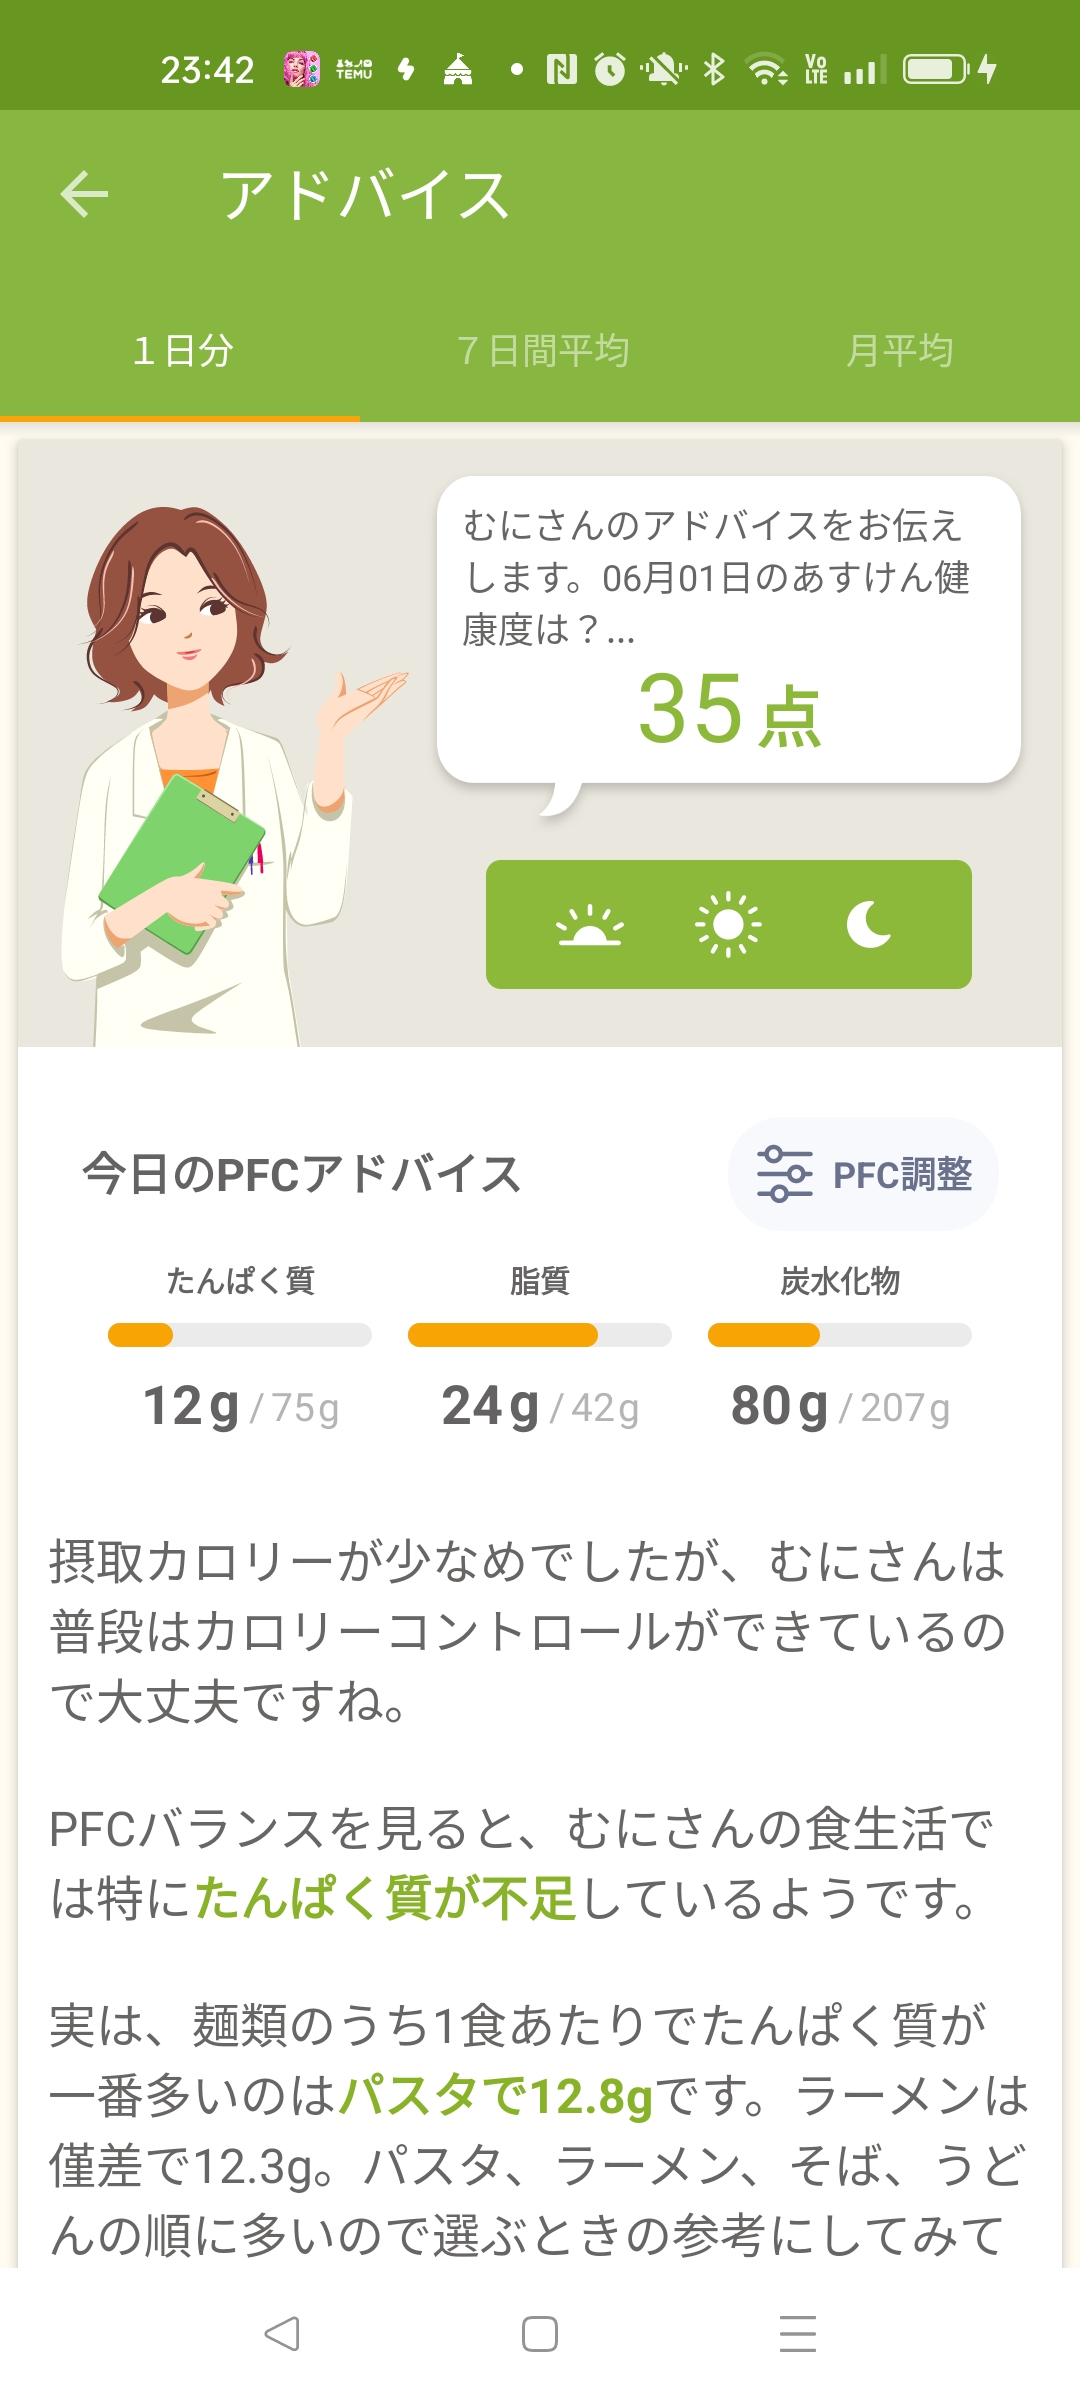 23:42
TEMU
Vo
LTE
アドバイス
1日分
7日間平均
月平均
むにさんのアドバイスをお伝え
します。06月01日のあすけん健
康度は？...
35点
今日のPFCアドバイス
PFC調整
たんぱく質
脂質
炭水化物
12g /75g
24g /42g
80g /207g
摂取カロリーが少なめでしたが、むにさんは
普段はカロリーコントロールができているの
で大丈夫ですね。
PFCバランスを見ると、むにさんの食生活で
は特にたんぱく質が不足しているようです。
実は、麺類のうち1食あたりでたんぱく質が
一番多いのはパスタで12.8gです。ラーメンは
僅差で12.3g。パスタ、ラーメン、そば、うど
んの順に多いので選ぶときの参考にしてみて